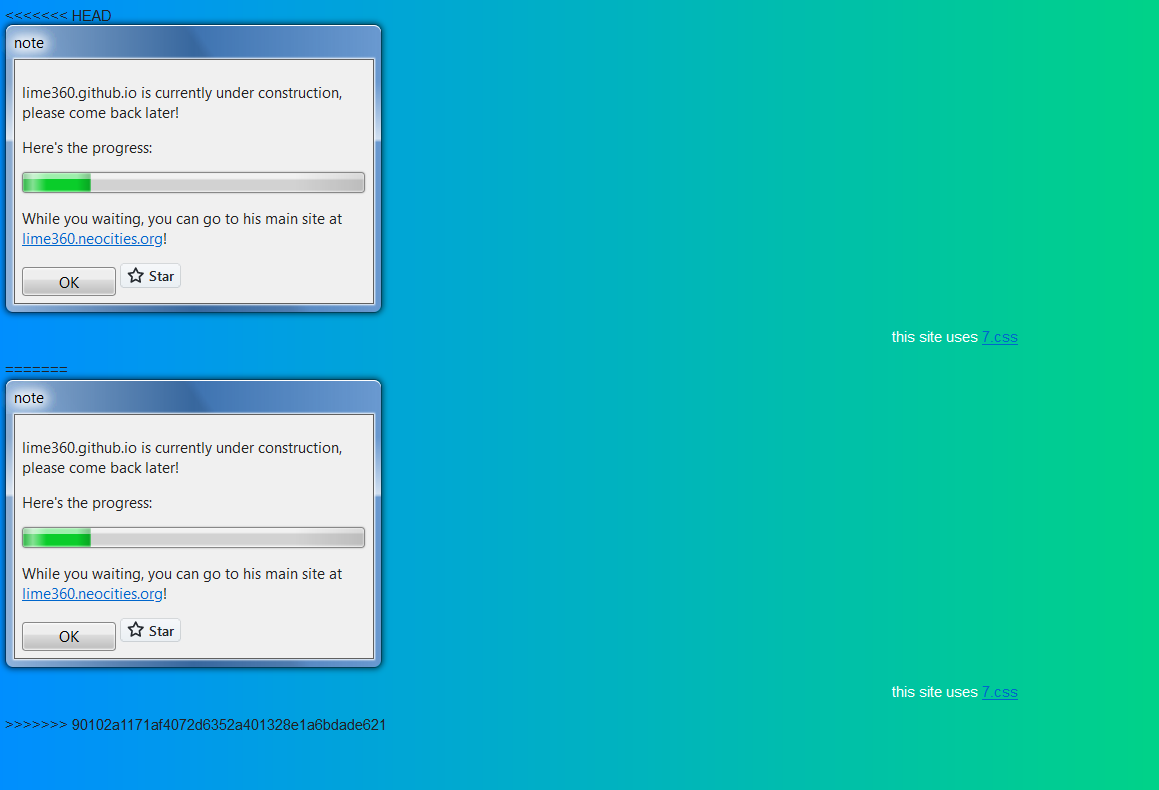 <<<<<<< HEAD
note
lime360.github.io is currently under construction,
please come back later!
Here's the progress:
While you waiting, you can go to his main site at
lime360.neocities.org!
OK
Star
this site uses 7.css
=======
note
lime360.github.io is currently under construction,
please come back later!
Here's the progress:
While you waiting, you can go to his main site at
lime360.neocities.org!
OK
Star
this site uses 7.css
>>>>>>> 90102a1171af4072d6352a401328e1a6bdade621